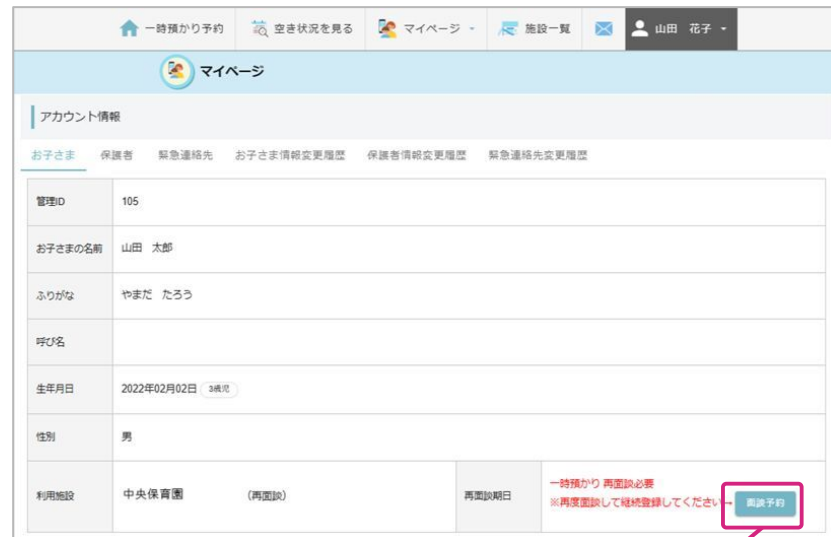 一時預かり予約 空き状況を見る マイページ 施設一覧 山田 花子
マイページ
アカウント情報
お子さま 保護者 緊急連絡先 お子さま情報変更履歴 保護者情報変更履歴 緊急連絡先変更履歴
管理ID 105
お子さまの名前 山田 太郎
ふりがな やまだ たろう
呼び名
生年月日 2022年02月02日 3歳児
性別 男
利用施設 中央保育園 (再面談) 再面談期日
一時預かり 再面談必要
※再度面談して継続登録してください→ 面談予約